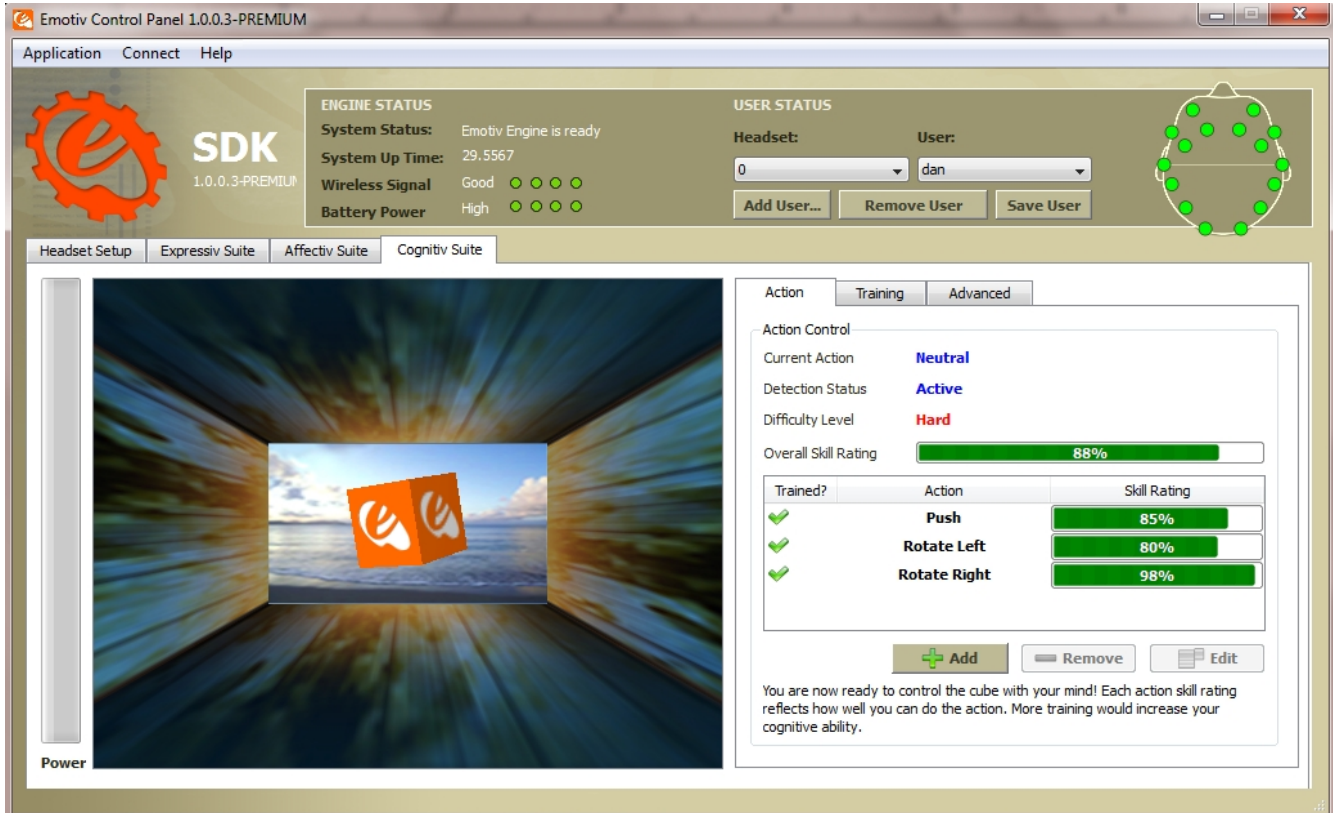 Emotiv Control Panel 1.0.0.3-PREMIUM
Application Connect Help
SDK
1.0.0.3-PREMIUM
ENGINE STATUS
System Status: Emotiv Engine is ready
System Up Time: 29.5567
Wireless Signal Good
Battery Power High
USER STATUS
Headset: User:
0 dan
Add User... Remove User Save User
Headset Setup Expressiv Suite Affectiv Suite Cognitiv Suite
Power
Action Training Advanced
Action Control
Current Action Neutral
Detection Status Active
Difficulty Level Hard
Overall Skill Rating 88%
Trained? Action Skill Rating
Push 85%
Rotate Left 80%
Rotate Right 98%
Add Remove Edit
You are now ready to control the cube with your mind! Each action skill rating
reflects how well you can do the action. More training would increase your
cognitive ability.